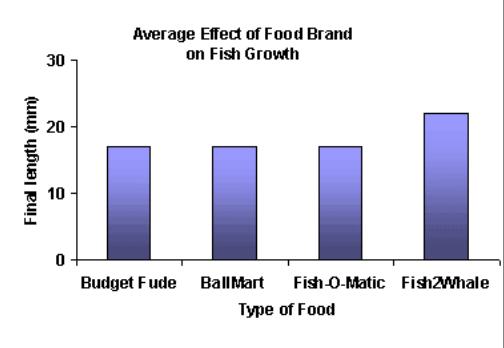 Average Effect of Food Brand
on Fish Growth
Final length (mm)
30
20
10
0
Budget Fude BallMart Fish-O-Matic Fish2Whale
Type of Food